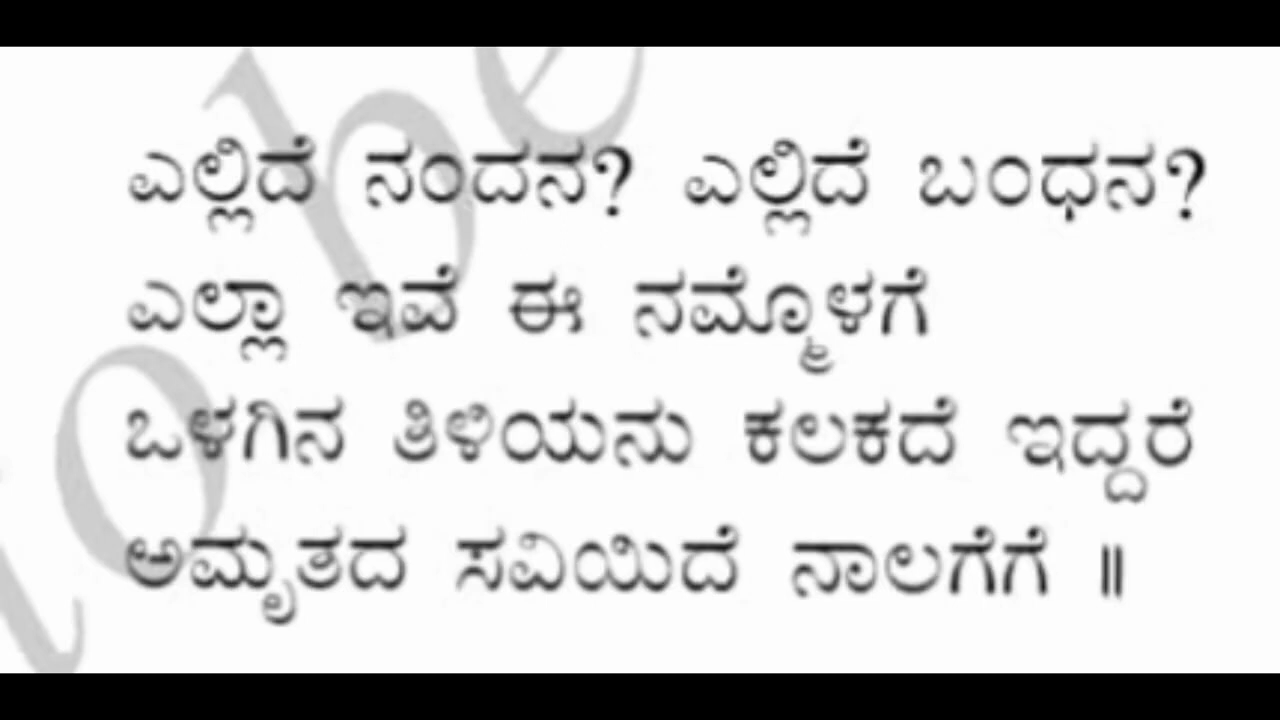 ಎಲ್ಲಿದೆ ನಂದನ? ಎಲ್ಲಿದೆ ಬಂಧನ?
ಎಲ್ಲಾ ಇವೆ ಈ ನಮ್ಮೊಳಗೆ
ಒಳಗಿನ ತಿಳಿಯನು ಕಲಕದೆ ಇದ್ದರೆ
ಅಮೃತದ ಸವಿಯಿದೆ ನಾಲಗೆಗೆ ॥